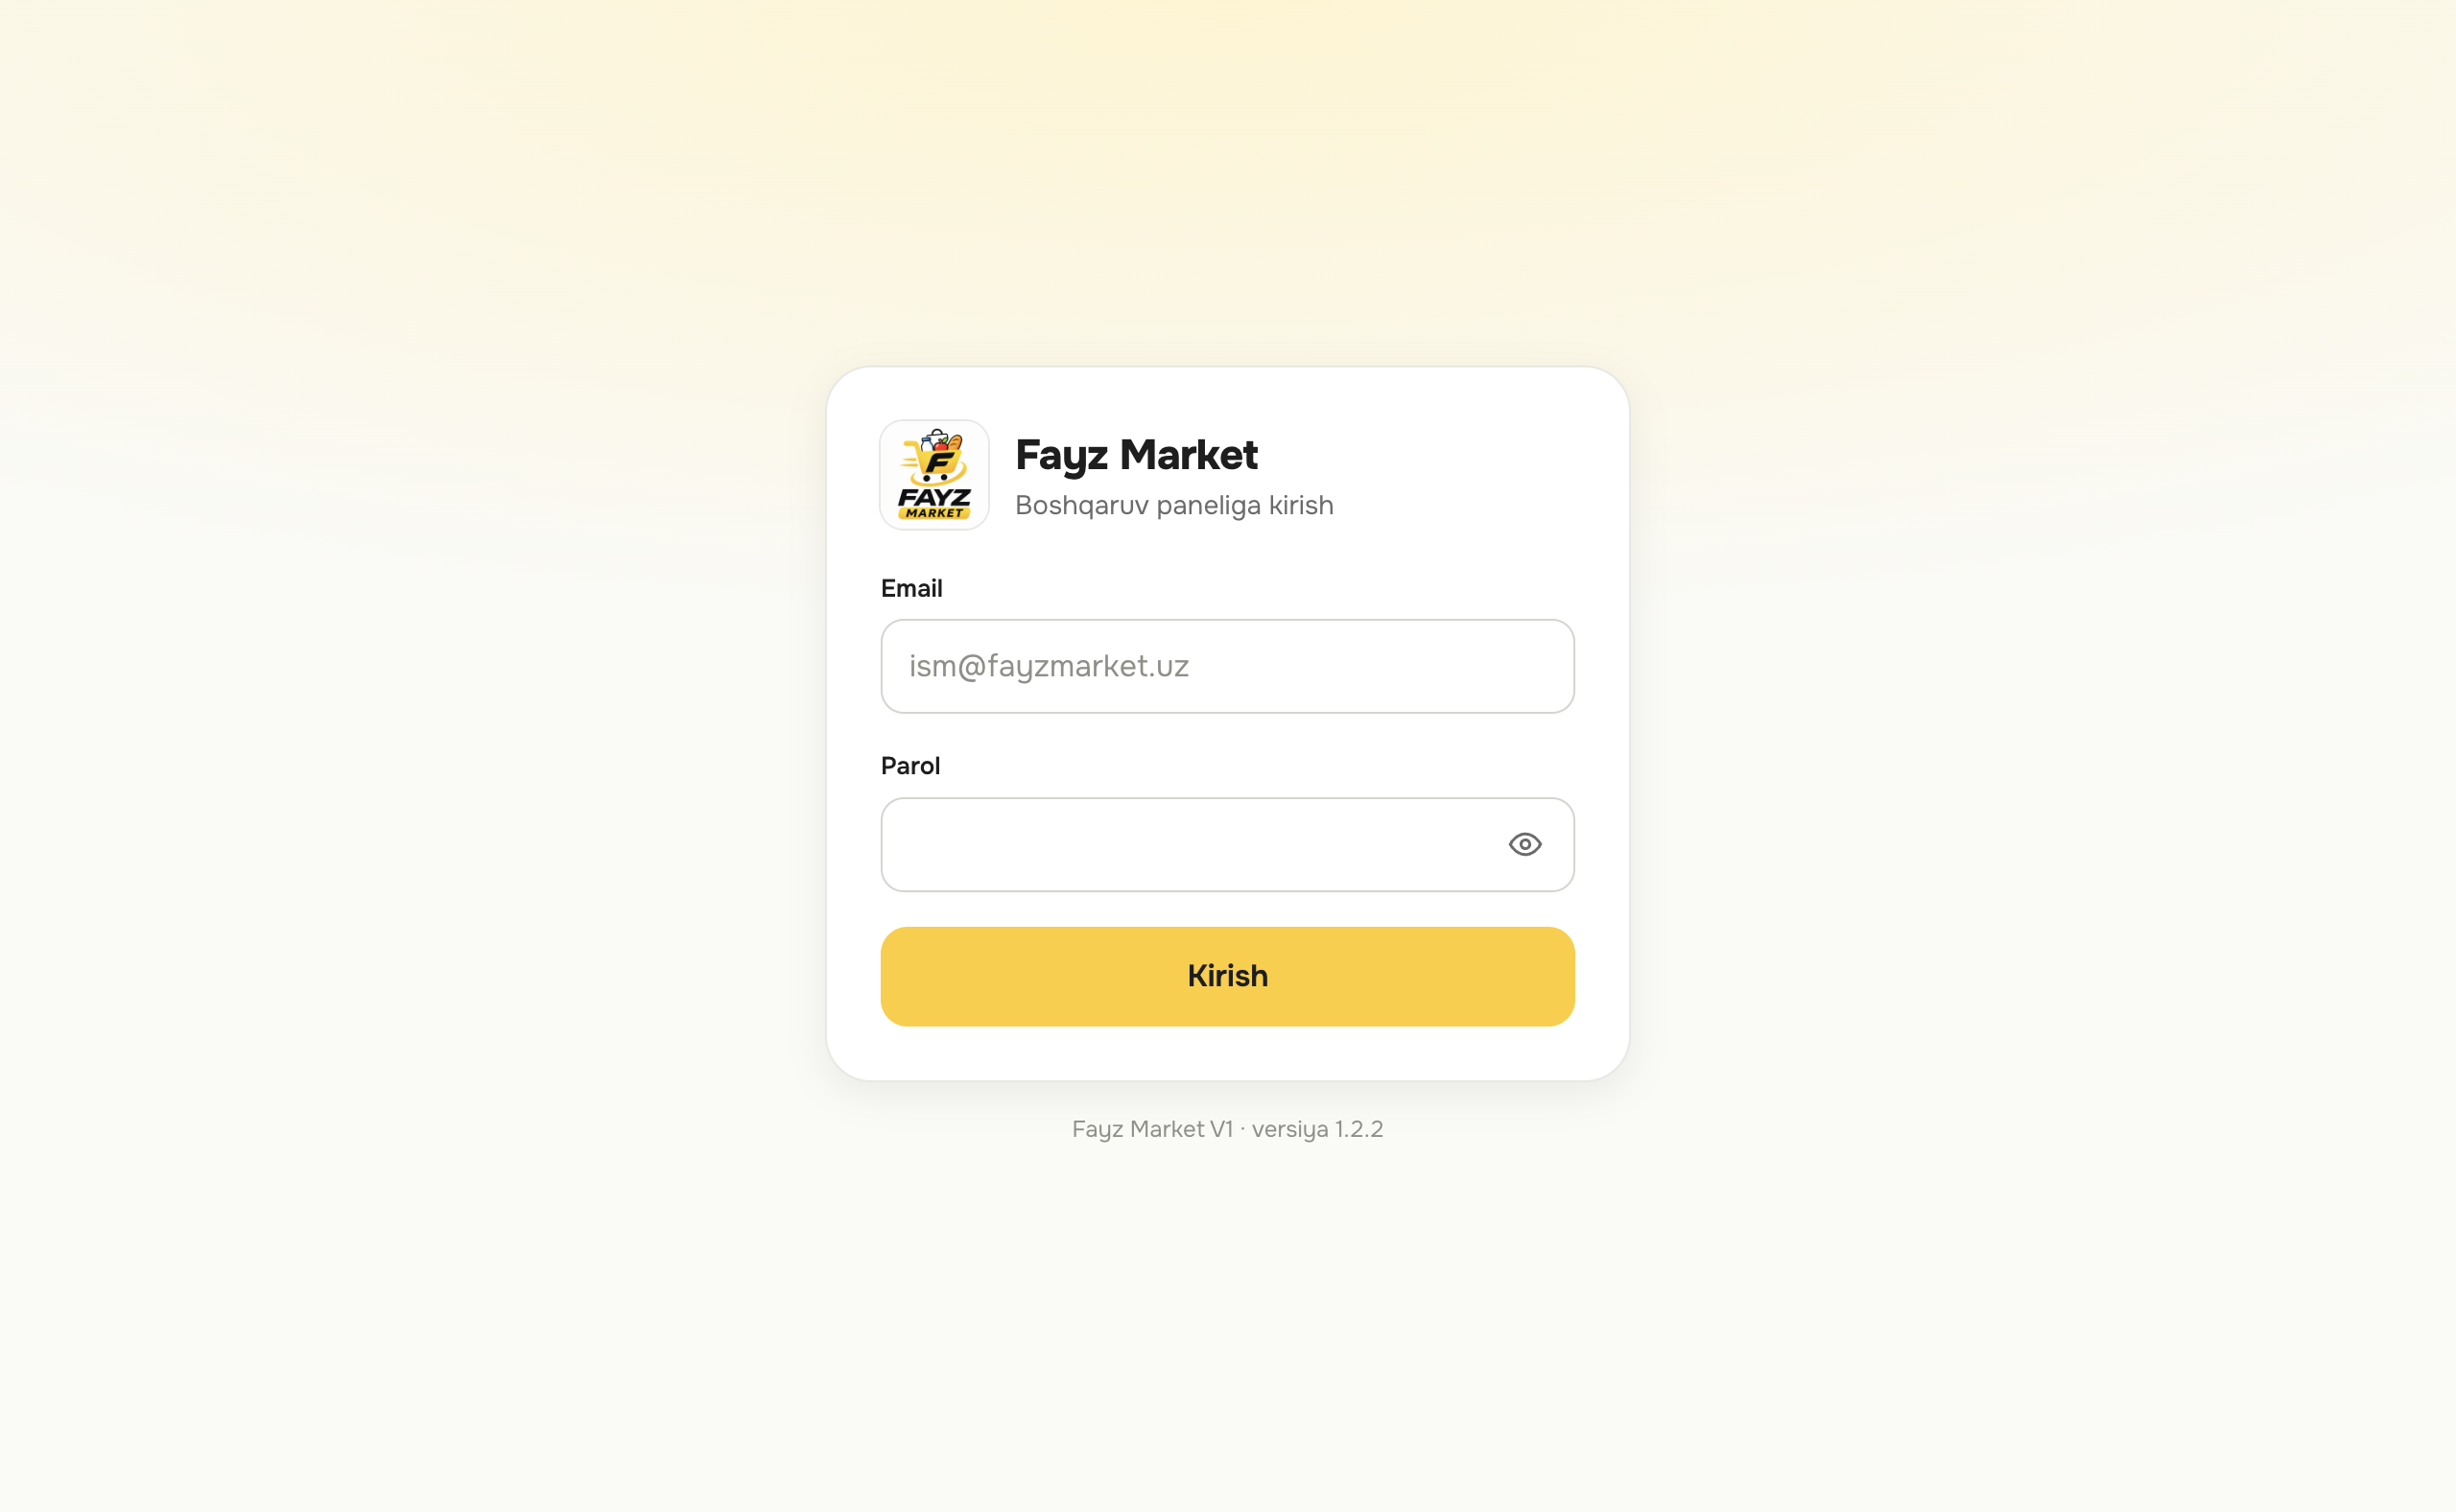 F
FAYZ
MARKET
Fayz Market
Boshqaruv paneliga kirish
Email
ism@fayzmarket.uz
Parol
Kirish
Fayz Market V1 · versiya 1.2.2